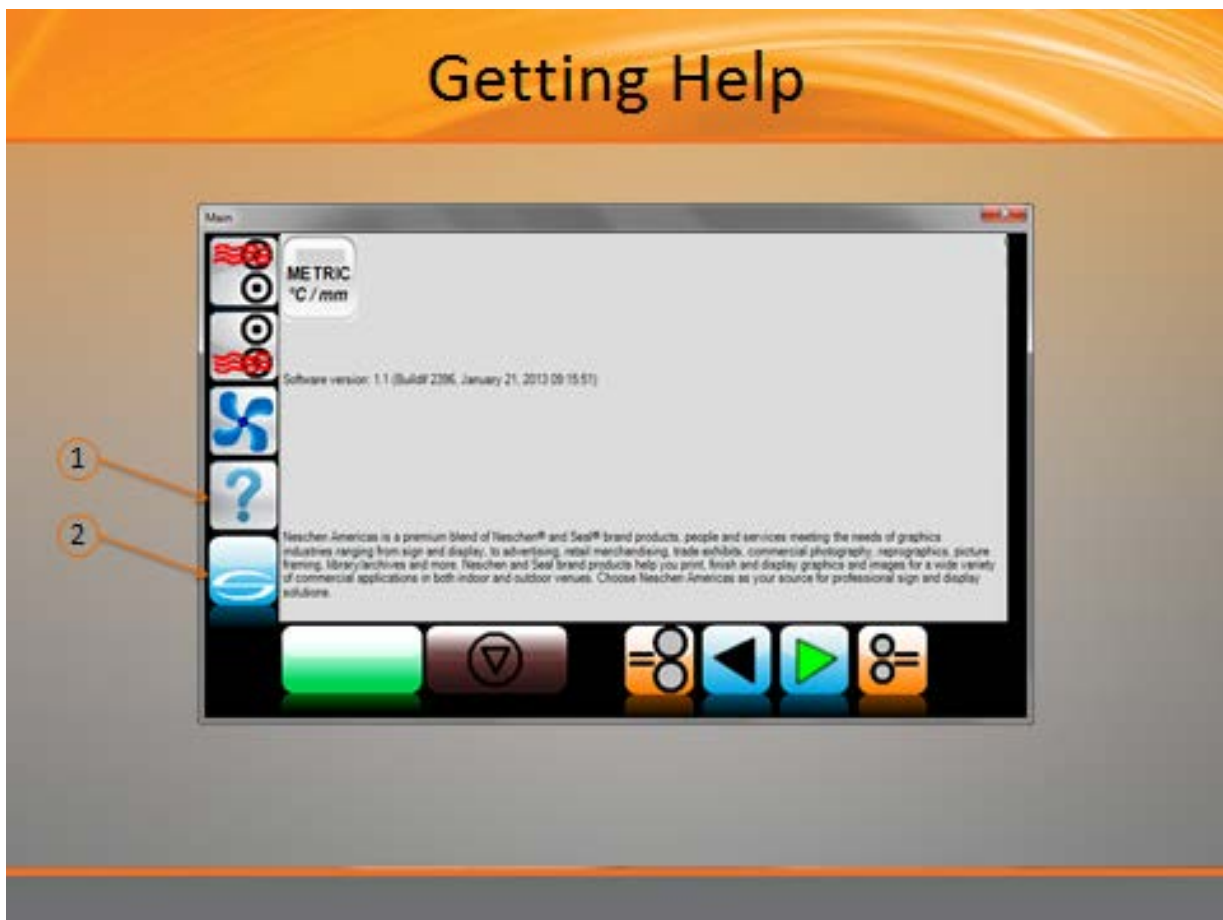 Getting Help
Main
METRIC
°C / mm
Software version: 1.1 (Build# 2386, January 21, 2013 09:15:51)
1
?
2
Neschen Americas is a premium blend of Neschen® and Seal® brand products, people and services meeting the needs of graphics
industries ranging from sign and display, to advertising, retail merchandising, trade exhibits, commercial photography, reprographics, picture
framing, library/archives and more. Neschen and Seal brand products help you print, finish and display graphics and images for a wide variety
of commercial applications in both indoor and outdoor venues. Choose Neschen Americas as your source for professional sign and display
solutions.